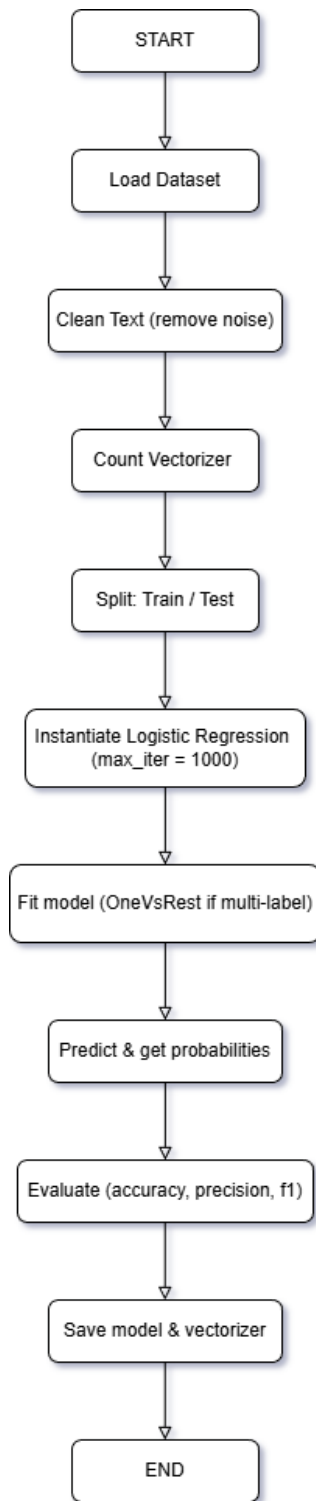 START
Load Dataset
Clean Text (remove noise)
Count Vectorizer
Split: Train / Test
Instantiate Logistic Regression
(max_iter = 1000)
Fit model (OneVsRest if multi-label)
Predict & get probabilities
Evaluate (accuracy, precision, f1)
Save model & vectorizer
END